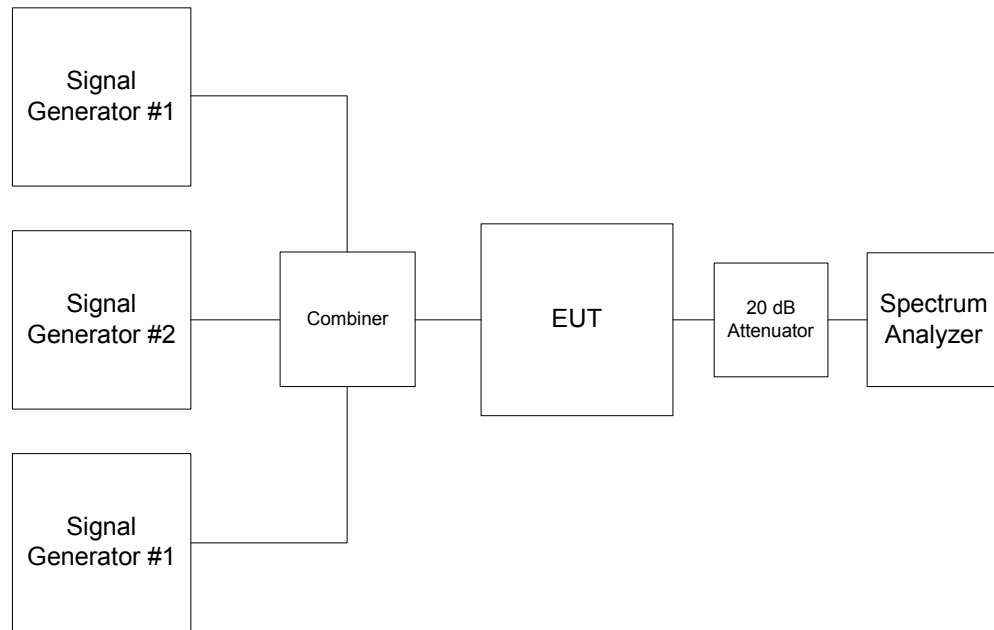 Signal
Generator #1
Signal
Generator #2
Combiner
EUT
20 dB
Attenuator
Spectrum
Analyzer
Signal
Generator #1